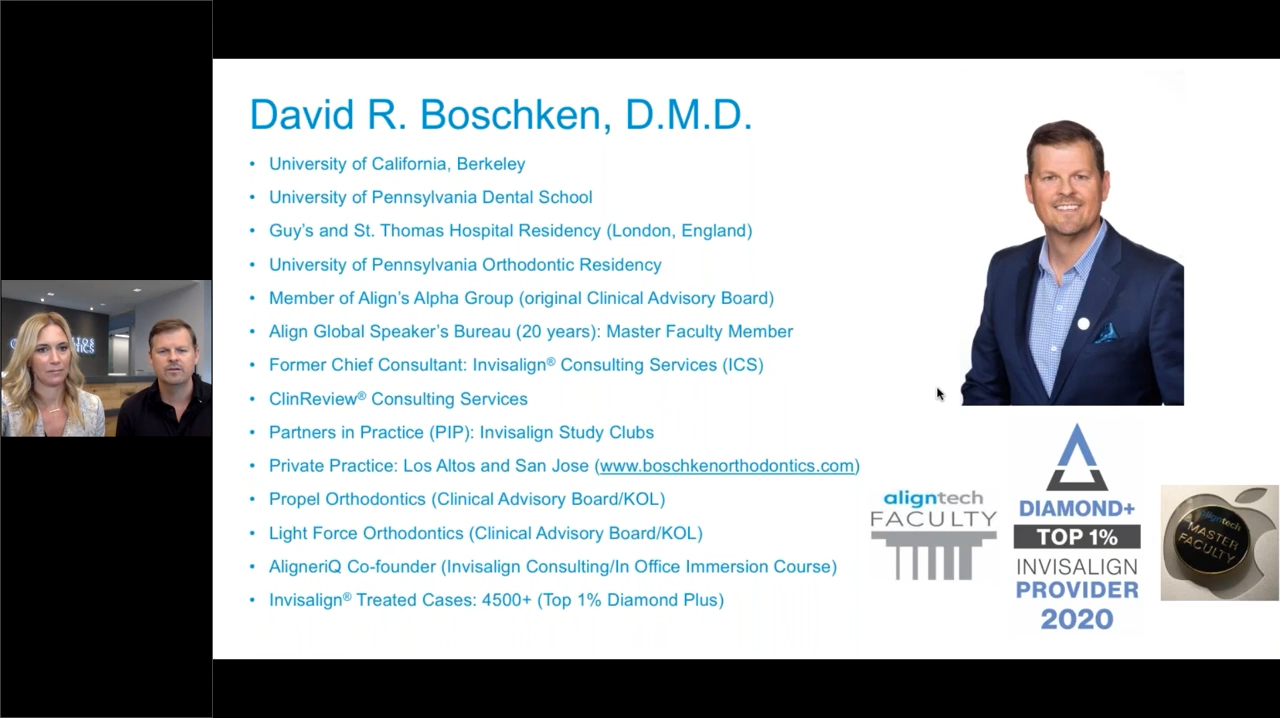 David R. Boschken, D.M.D.
• University of California, Berkeley
• University of Pennsylvania Dental School
• Guy's and St. Thomas Hospital Residency (London, England)
• University of Pennsylvania Orthodontic Residency
• Member of Align's Alpha Group (original Clinical Advisory Board)
• Align Global Speaker's Bureau (20 years): Master Faculty Member
• Former Chief Consultant: Invisalign® Consulting Services (ICS)
• ClinReview® Consulting Services
• Partners in Practice (PIP): Invisalign Study Clubs
• Private Practice: Los Altos and San Jose (www.boschkenorthodontics.com)
• Propel Orthodontics (Clinical Advisory Board/KOL)
• Light Force Orthodontics (Clinical Advisory Board/KOL)
• AligneriQ Co-founder (Invisalign Consulting/In Office Immersion Course)
• Invisalign® Treated Cases: 4500+ (Top 1% Diamond Plus)
aligntech
FACULTY
DIAMOND+
TOP 1%
INVISALIGN
PROVIDER
2020
aligntech
MASTER
FACULTY